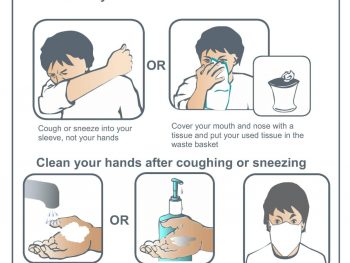 OR
Cough or sneeze into your
sleeve, not your hands
Cover your mouth and nose with a
tissue and put your used tissue in the
waste basket
Clean your hands after coughing or sneezing
OR